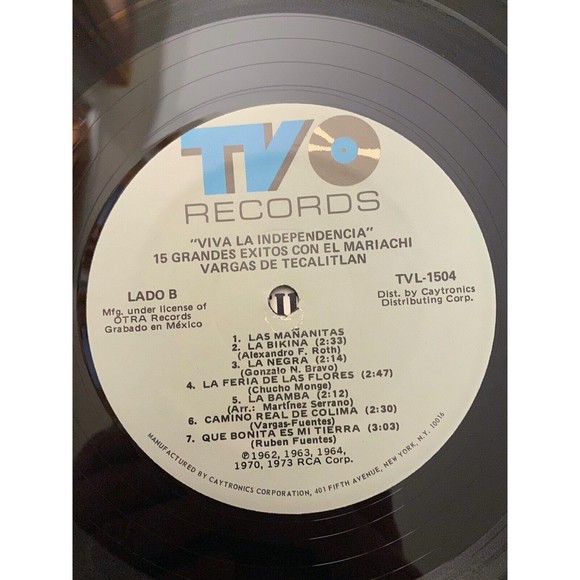 TVO
RECORDS
"VIVA LA INDEPENDENCIA"
15 GRANDES EXITOS CON EL MARIACHI
VARGAS DE TECALITLAN
LADO B
Mfg. under license of
OTRA Records
Grabado en México
TVL-1504
Dist. by Caytronics
Distributing Corp.
1. LAS MAÑANITAS
2. LA BIKINA (2:33)
(Alexandro F. Roth)
3. LA NEGRA (2:14)
(Gonzalo N. Bravo)
4. LA FERIA DE LAS FLORES (2:47)
(Chucho Monge)
5. LA BAMBA (2:12)
(Arr.: Martínez Serrano)
6. CAMINO REAL DE COLIMA (2:30)
(Vargas-Fuentes)
7. QUE BONITA ES MI TIERRA (3:03)
(Ruben Fuentes)
℗1962, 1963, 1964,
1970, 1973 RCA Corp.
MANUFACTURED BY CAYTRONICS CORPORATION, 401 FIFTH AVENUE, NEW YORK, N.Y. 10016